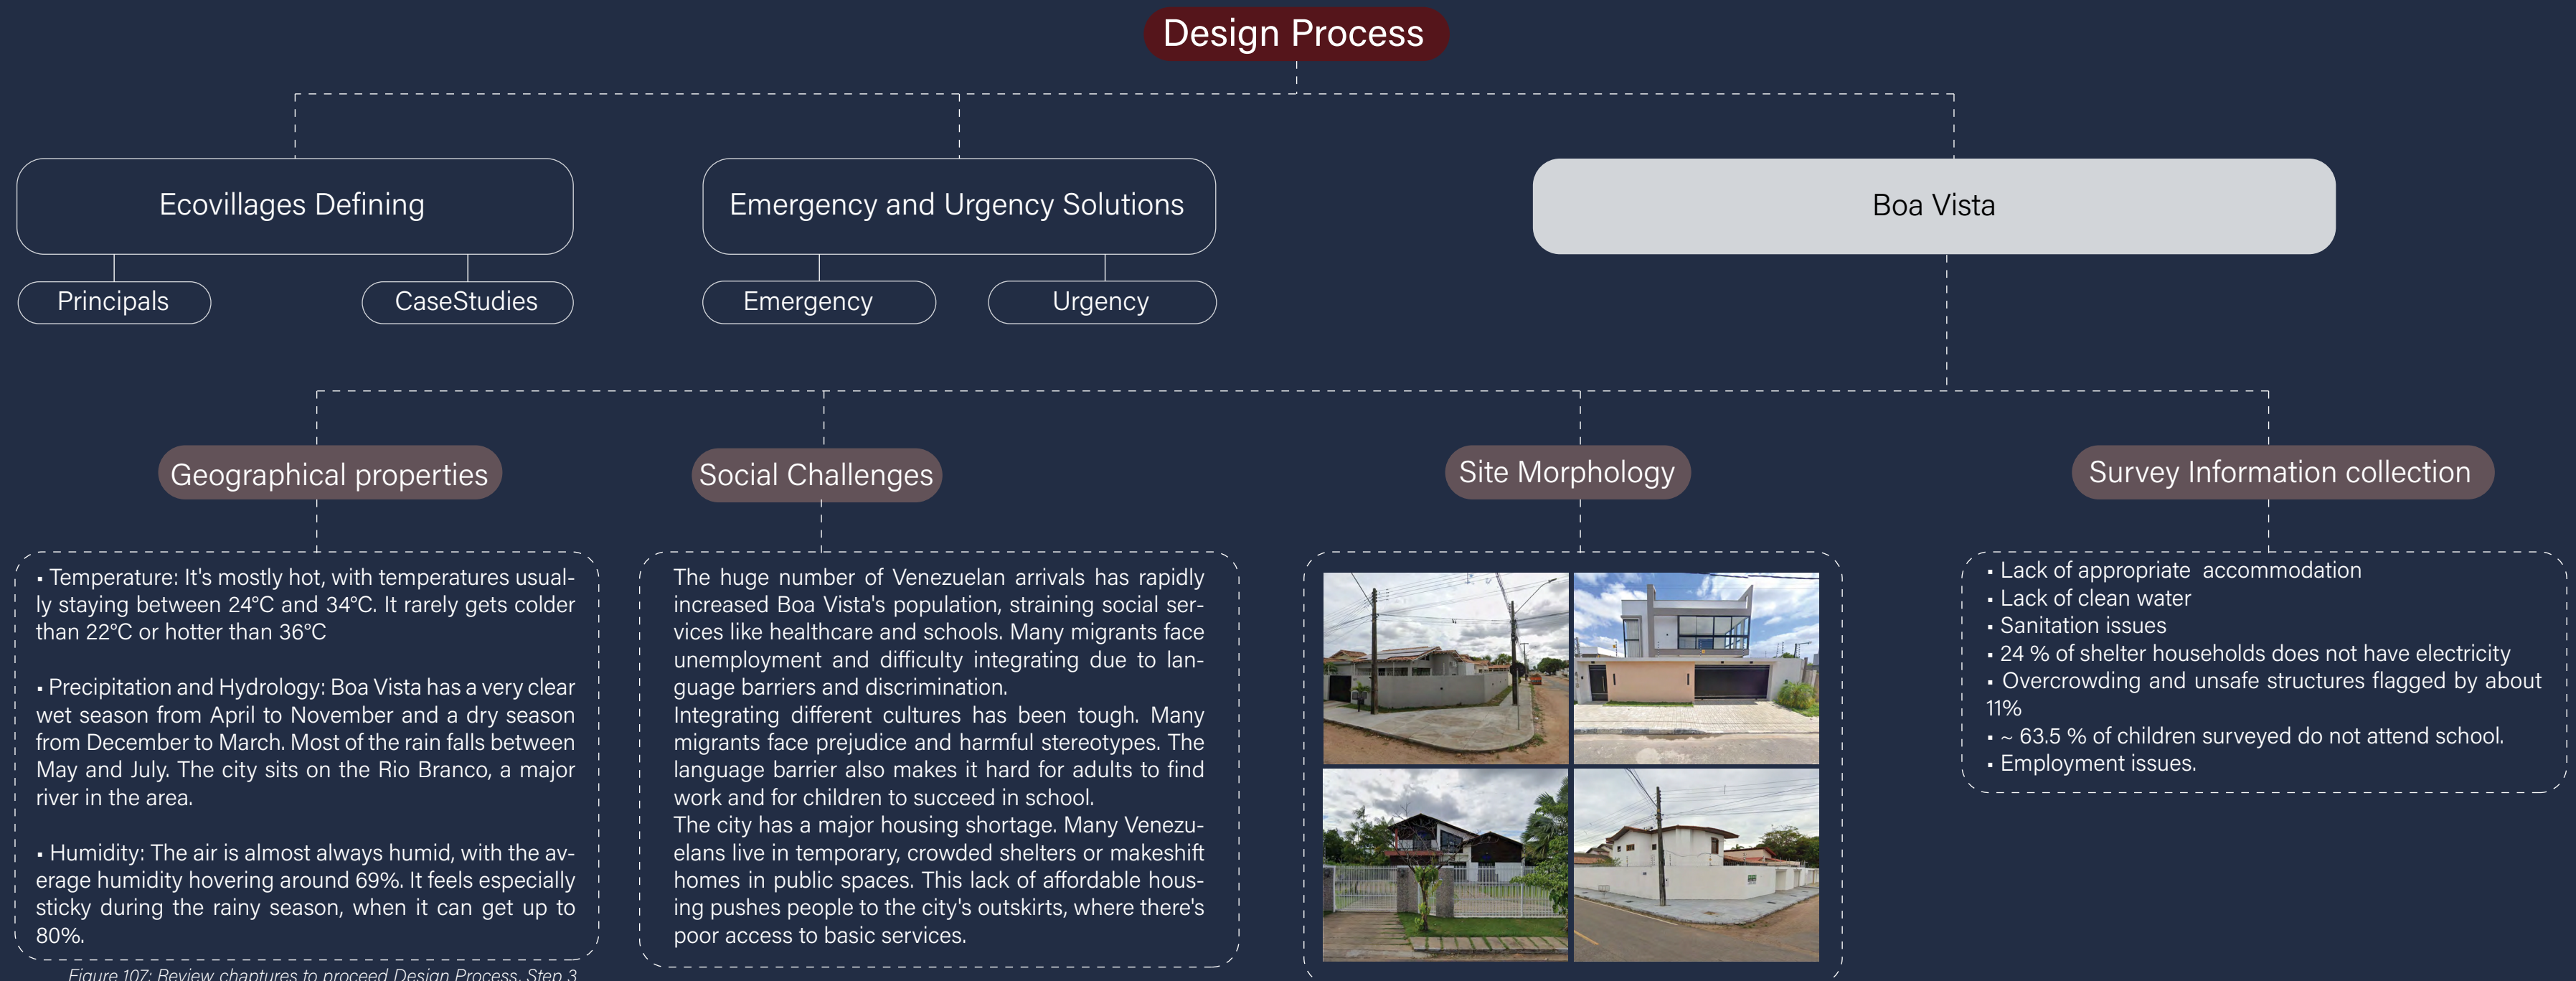 Design Process
Ecovillages Defining
Emergency and Urgency Solutions
Boa Vista
Principals
CaseStudies
Emergency
Urgency
Geographical properties
Social Challenges
Site Morphology
Survey Information collection
▪ Temperature: It's mostly hot, with temperatures usual-
ly staying between 24°C and 34°C. It rarely gets colder
than 22°C or hotter than 36°C
▪ Precipitation and Hydrology: Boa Vista has a very clear
wet season from April to November and a dry season
from December to March. Most of the rain falls between
May and July. The city sits on the Rio Branco, a major
river in the area.
▪ Humidity: The air is almost always humid, with the av-
erage humidity hovering around 69%. It feels especially
sticky during the rainy season, when it can get up to
80%.
The huge number of Venezuelan arrivals has rapidly
increased Boa Vista's population, straining social ser-
vices like healthcare and schools. Many migrants face
unemployment and difficulty integrating due to lan-
guage barriers and discrimination.
Integrating different cultures has been tough. Many
migrants face prejudice and harmful stereotypes. The
language barrier also makes it hard for adults to find
work and for children to succeed in school.
The city has a major housing shortage. Many Venezu-
elans live in temporary, crowded shelters or makeshift
homes in public spaces. This lack of affordable hous-
ing pushes people to the city's outskirts, where there's
poor access to basic services.
▪ Lack of appropriate accommodation
▪ Lack of clean water
▪ Sanitation issues
▪ 24 % of shelter households does not have electricity
▪ Overcrowding and unsafe structures flagged by about
11%
▪ ~ 63.5 % of children surveyed do not attend school.
▪ Employment issues.
Figure 107: Review chaptures to proceed Design Process, Step 3